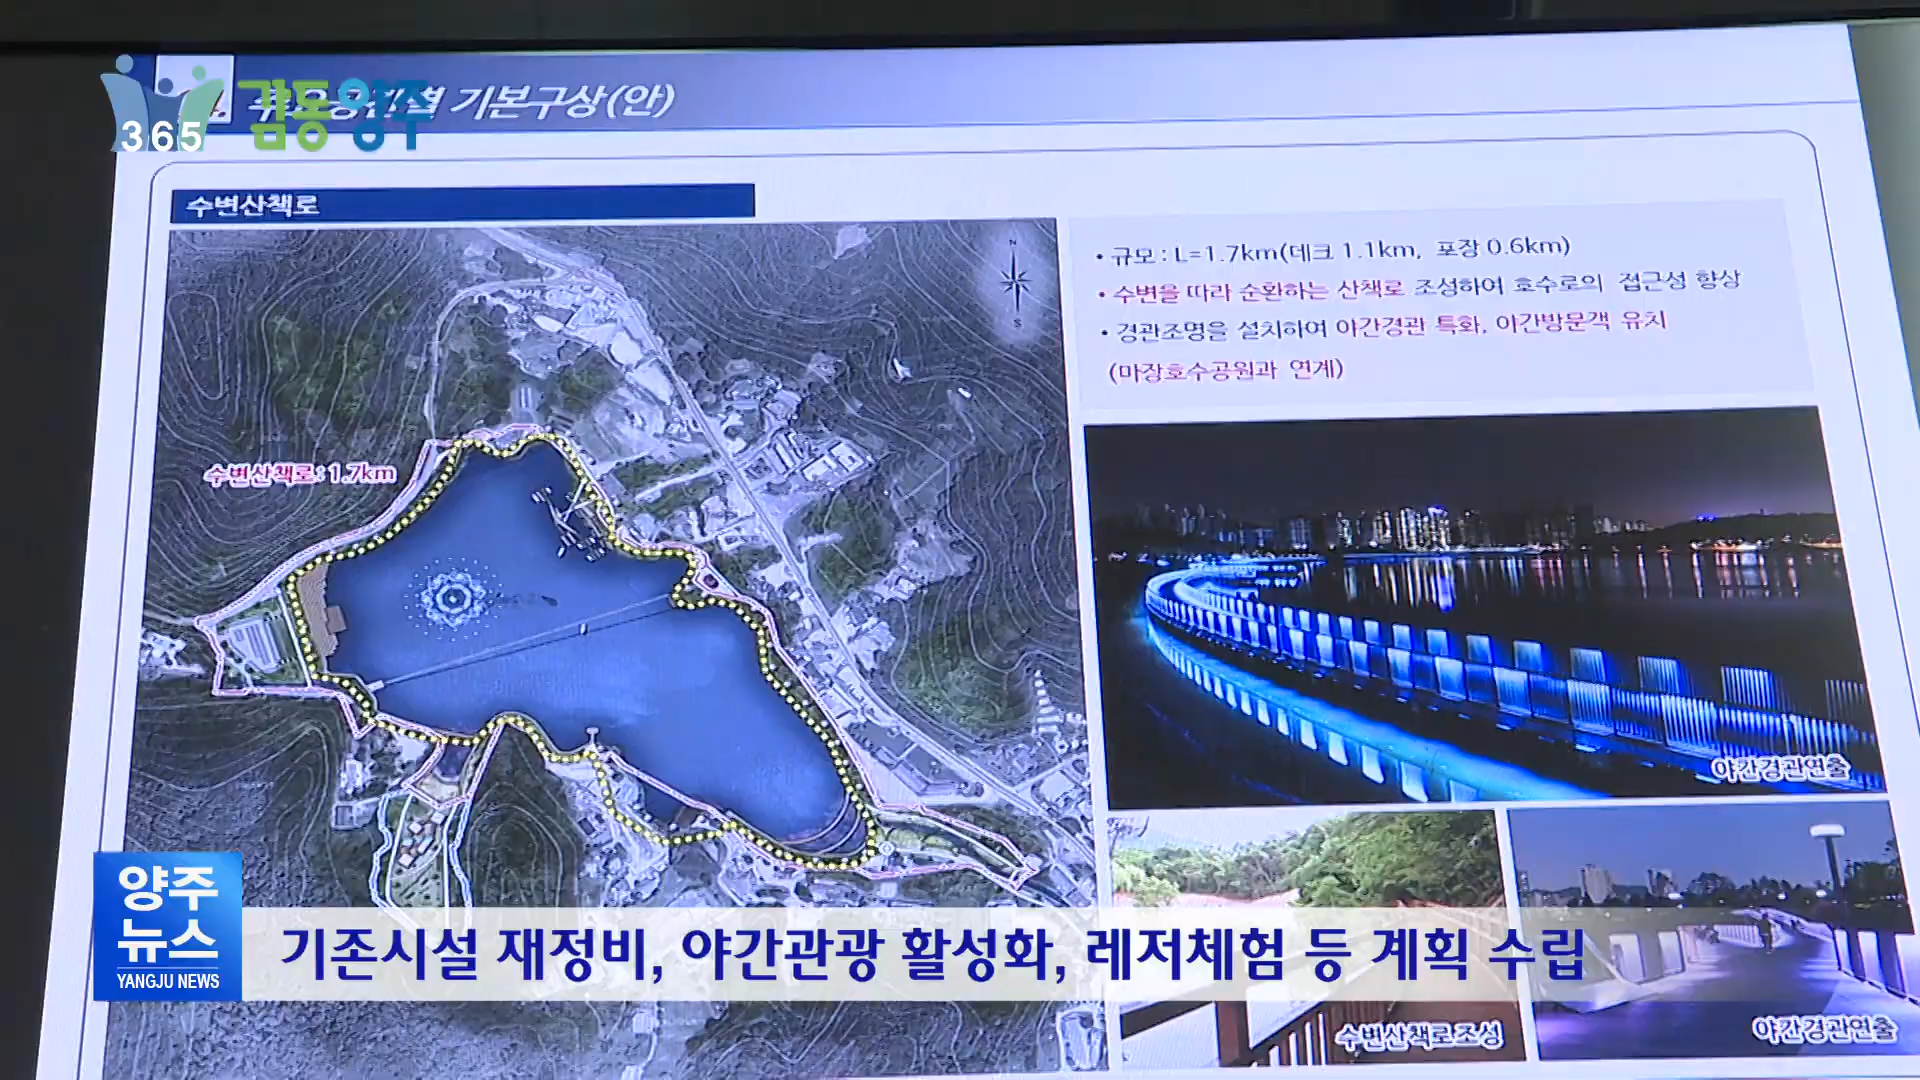 365 감동양주
기본구상(안)
수변산책로
N
S
• 규모 : L=1.7km(데크 1.1km, 포장 0.6km)
• 수변을 따라 순환하는 산책로 조성하여 호수로의 접근성 향상
• 경관조명을 설치하여 야간경관 특화, 야간방문객 유치
(마장호수공원과 연계)
수변산책로: 1.7km
야간경관연출
양주
뉴스
YANGJU NEWS
기존시설 재정비, 야간관광 활성화, 레저체험 등 계획 수립
수변산책로조성
야간경관연출